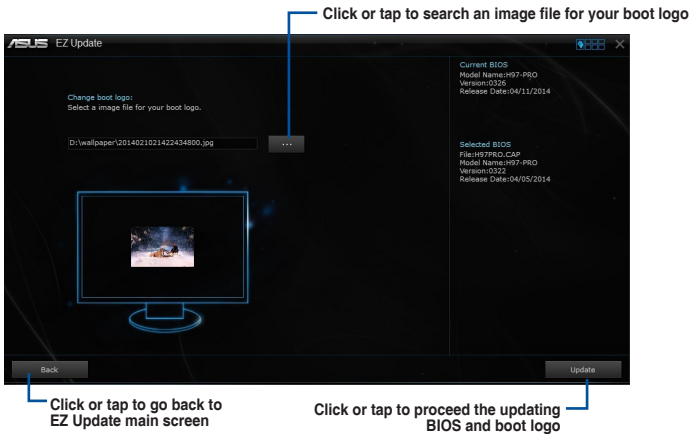 Click or tap to search an image file for your boot logo
ASUS EZ Update
Current BIOS
Model Name:H97-PRO
Version:0326
Release Date:04/11/2014
Change boot logo:
Select a image file for your boot logo.
D:\wallpaper\2014021021422434800.jpg
...
Selected BIOS
File:H97PRO.CAP
Model Name:H97-PRO
Version:0322
Release Date:04/05/2014
Back
Update
Click or tap to go back to
EZ Update main screen
Click or tap to proceed the updating
BIOS and boot logo